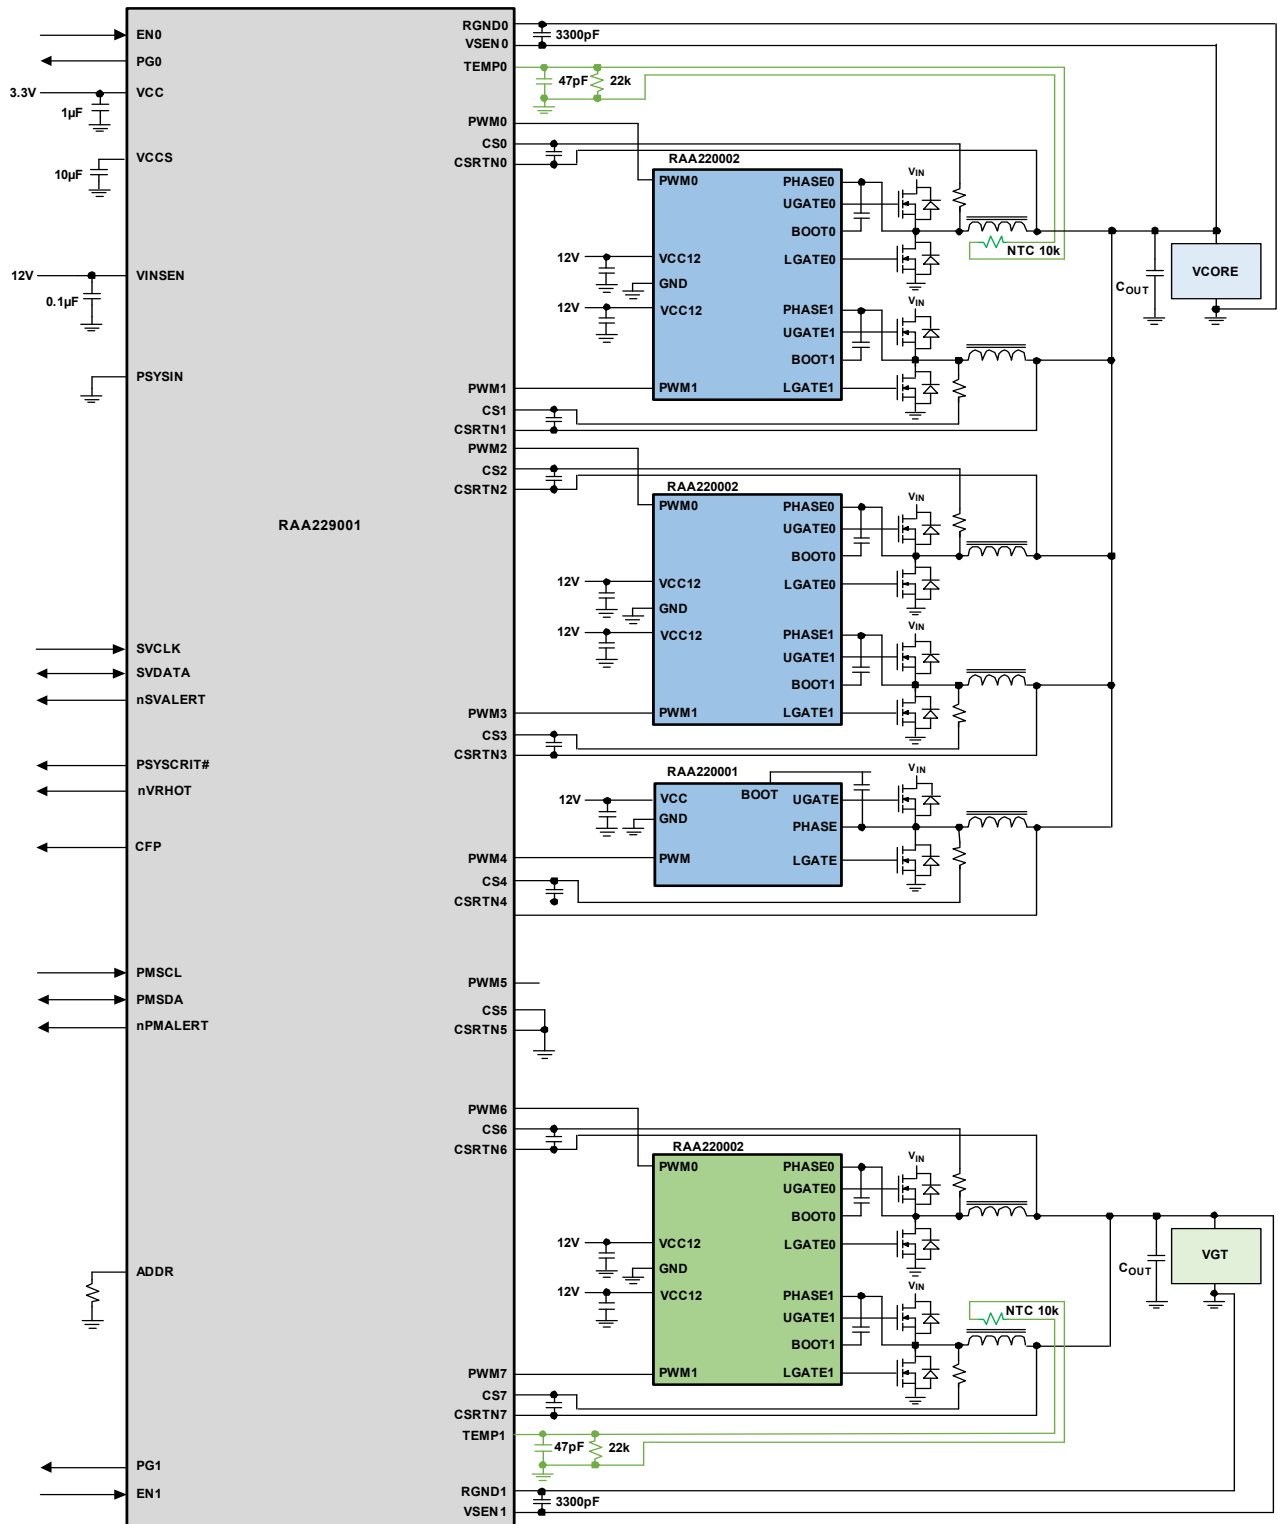 EN0
PG0
3.3V
VCC
1µF
VCCS
10µF
12V
VINSEN
0.1µF
PSYSIN
RAA229001
SVCLK
SVDATA
nSVALERT
PSYSCRIT#
nVRHOT
CFP
PMSCL
PMSDA
nPMALERT
ADDR
PG1
EN1
RGND0
3300pF
VSEN0
TEMP0
47pF
22k
PWM0
CS0
CSRTN0
RAA220002
PWM0
PHASE0
UGATE0
BOOT0
12V
VCC12
LGATE0
GND
12V
VCC12
PHASE1
UGATE1
BOOT1
PWM1
PWM1
LGATE1
VIN
NTC 10k
VIN
COUT
VCORE
CS1
CSRTN1
PWM2
CS2
CSRTN2
RAA220002
PWM0
PHASE0
UGATE0
BOOT0
12V
VCC12
LGATE0
GND
12V
VCC12
PHASE1
UGATE1
BOOT1
PWM3
PWM1
LGATE1
VIN
VIN
CS3
CSRTN3
RAA220001
BOOT
12V
VCC
UGATE
GND
PHASE
PWM4
PWM
LGATE
VIN
CS4
CSRTN4
PWM5
CS5
CSRTN5
PWM6
CS6
CSRTN6
RAA220002
PWM0
PHASE0
UGATE0
BOOT0
12V
VCC12
LGATE0
GND
12V
VCC12
PHASE1
UGATE1
BOOT1
PWM7
PWM1
LGATE1
VIN
VIN
NTC 10k
COUT
VGT
CS7
CSRTN7
TEMP1
47pF
22k
RGND1
3300pF
VSEN1